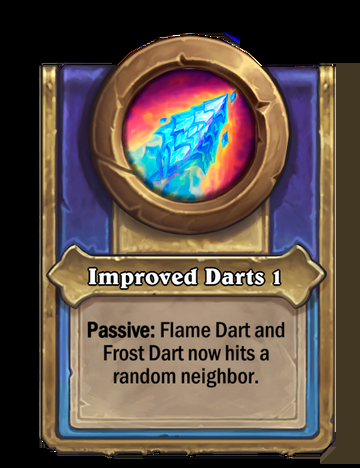 Improved Darts 1
Passive: Flame Dart and
Frost Dart now hits a
random neighbor.